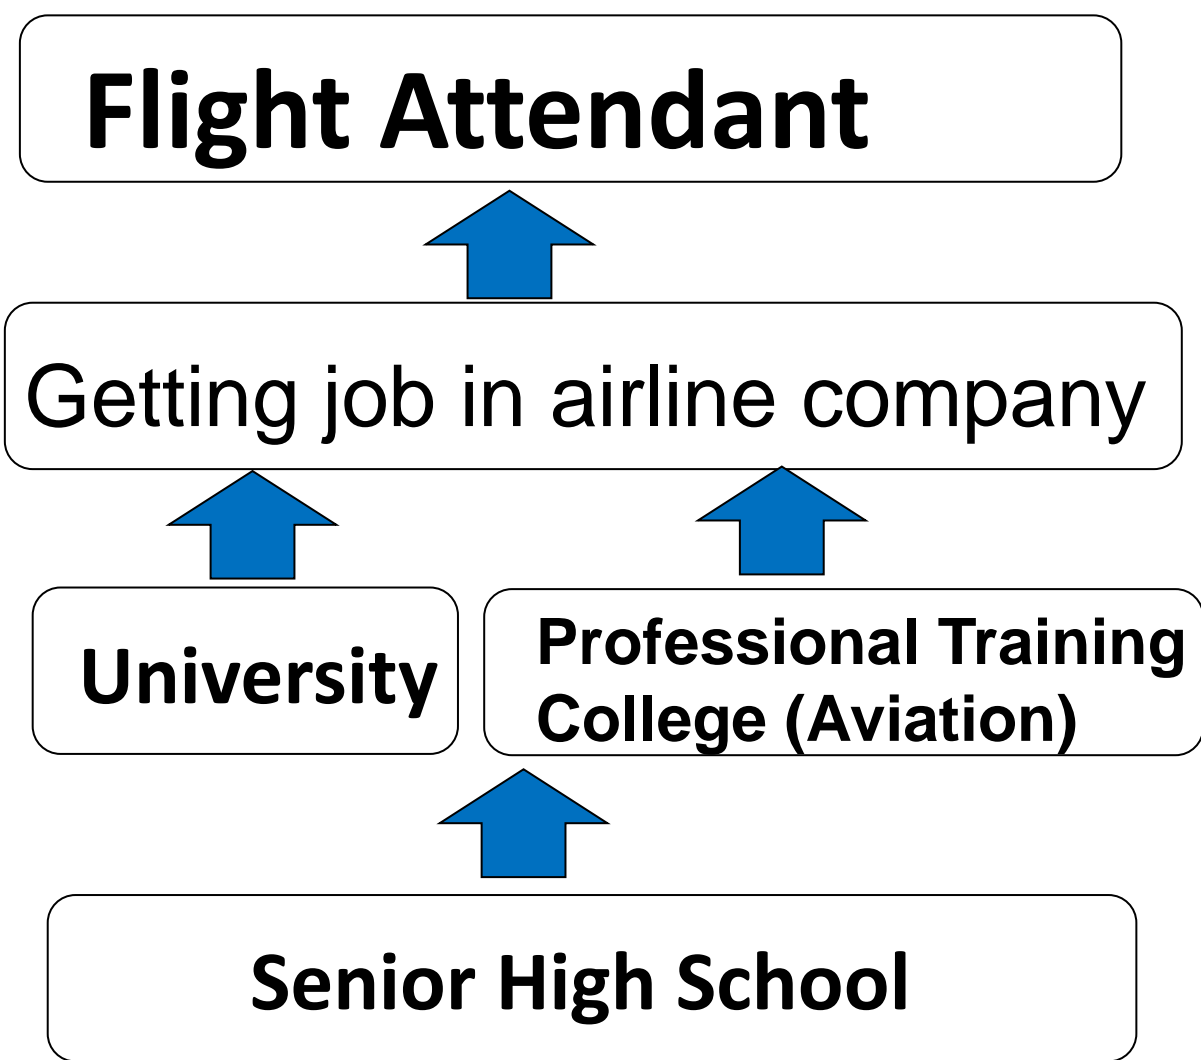 Flight Attendant
Getting job in airline company
University
Professional Training
College (Aviation)
Senior High School